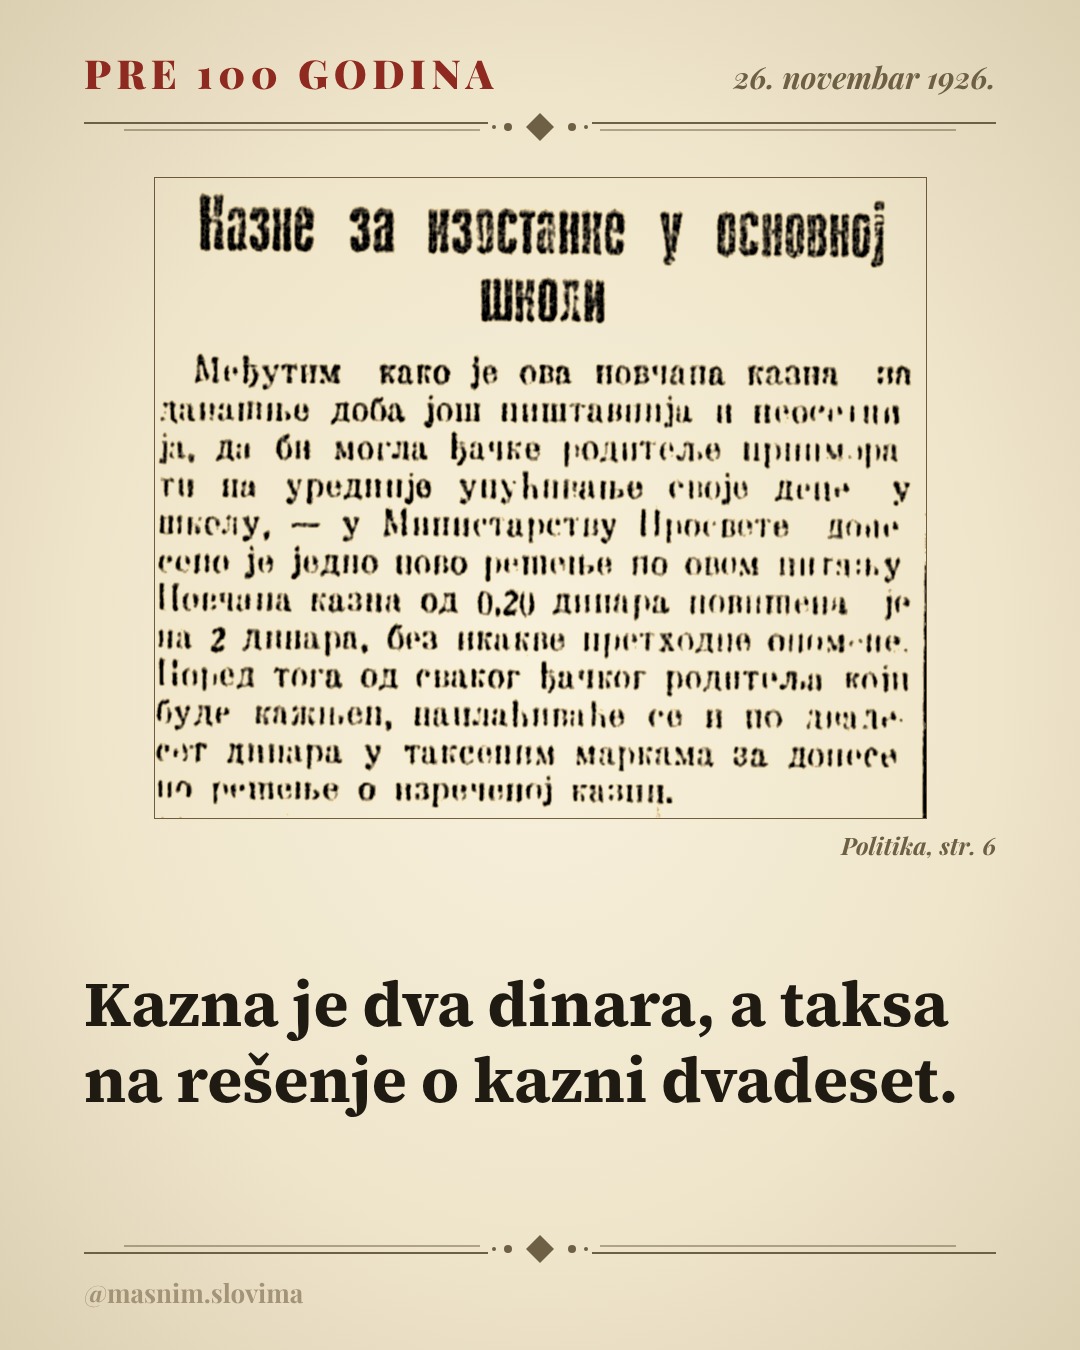 PRE 100 GODINA
26. novembar 1926.
Казне за изостанке у основној
школи
Међутим како је ова новчана казна за
данашње доба још ништавнија и неосетни
ја, да би могла ђачке родитеље принмора
ти на уредније упућивање своје деце у
школу, — у Министарству Просвете доне
сено је једно ново решење по овом питању
Новчана казна од 0,20 динара повишена је
на 2 динара, без икакве претходне опомене.
Поред тога од сваког ђачког родитеља који
буде кажњен, наплаћиваће се и по дваде-
сет динара у таксеним маркама за донесе
но решење о изреченој казни.
Politika, str. 6
Kazna je dva dinara, a taksa
na rešenje o kazni dvadeset.
@masnim.slovima